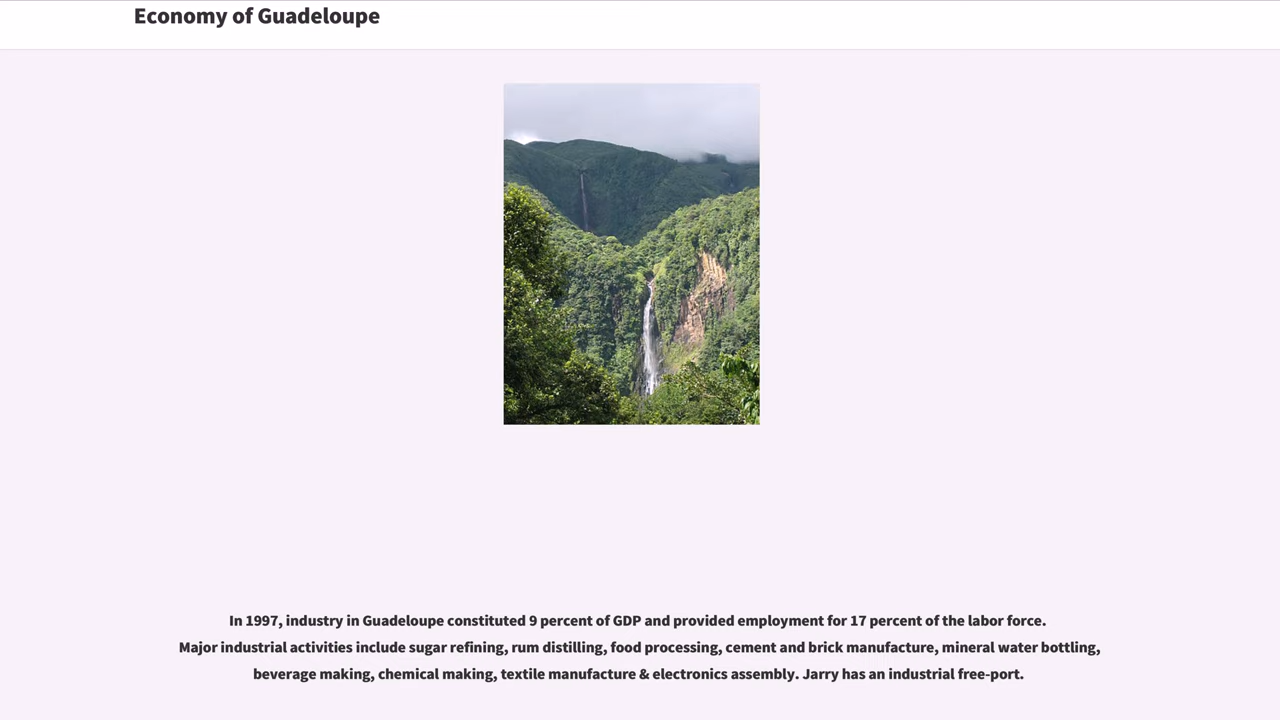 Economy of Guadeloupe
In 1997, industry in Guadeloupe constituted 9 percent of GDP and provided employment for 17 percent of the labor force.
Major industrial activities include sugar refining, rum distilling, food processing, cement and brick manufacture, mineral water bottling,
beverage making, chemical making, textile manufacture & electronics assembly. Jarry has an industrial free-port.